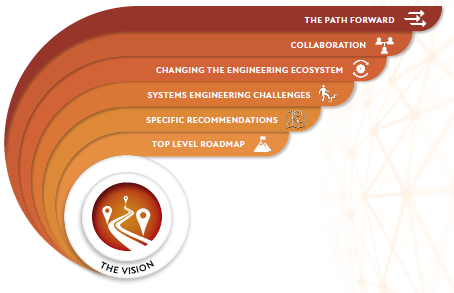 THE PATH FORWARD
COLLABORATION
CHANGING THE ENGINEERING ECOSYSTEM
SYSTEMS ENGINEERING CHALLENGES
SPECIFIC RECOMMENDATIONS
TOP LEVEL ROADMAP
THE VISION